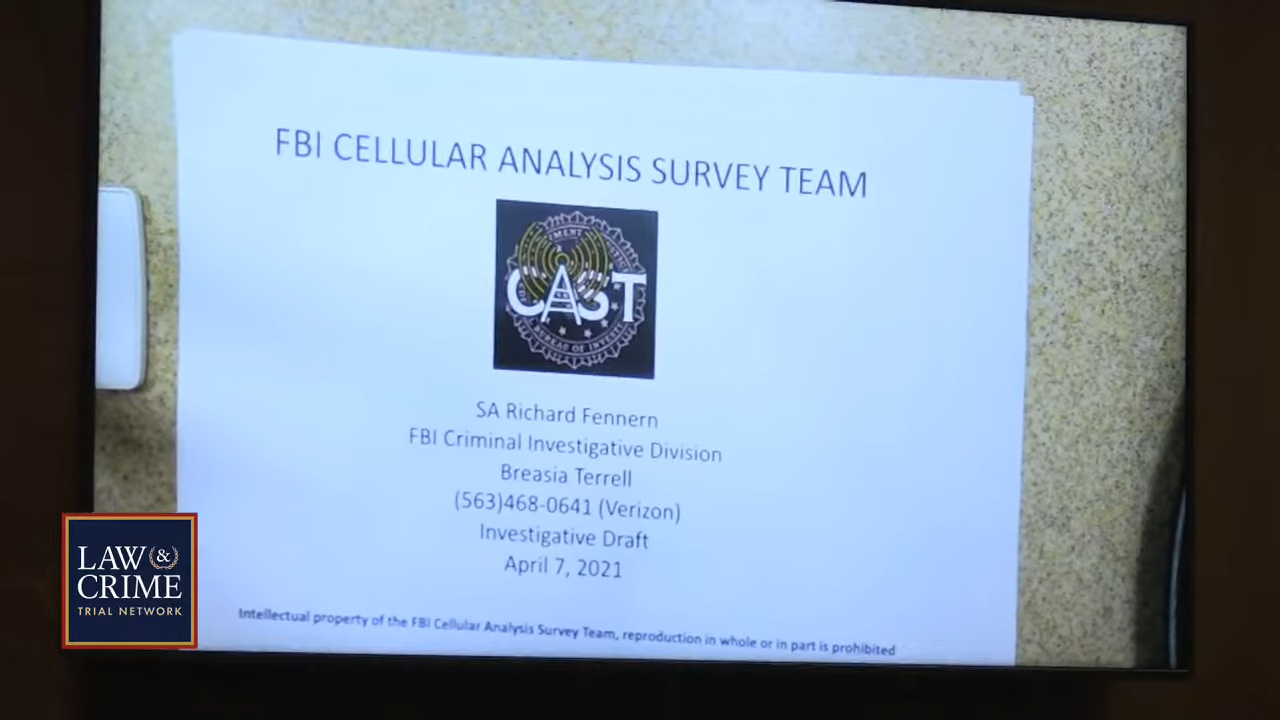 FBI CELLULAR ANALYSIS SURVEY TEAM
CAST
SA Richard Fennern
FBI Criminal Investigative Division
Breasia Terrell
(563)468-0641 (Verizon)
Investigative Draft
April 7, 2021
Intellectual property of the FBI Cellular Analysis Survey Team, reproduction in whole or in part is prohibited
LAW &
CRIME
TRIAL NETWORK